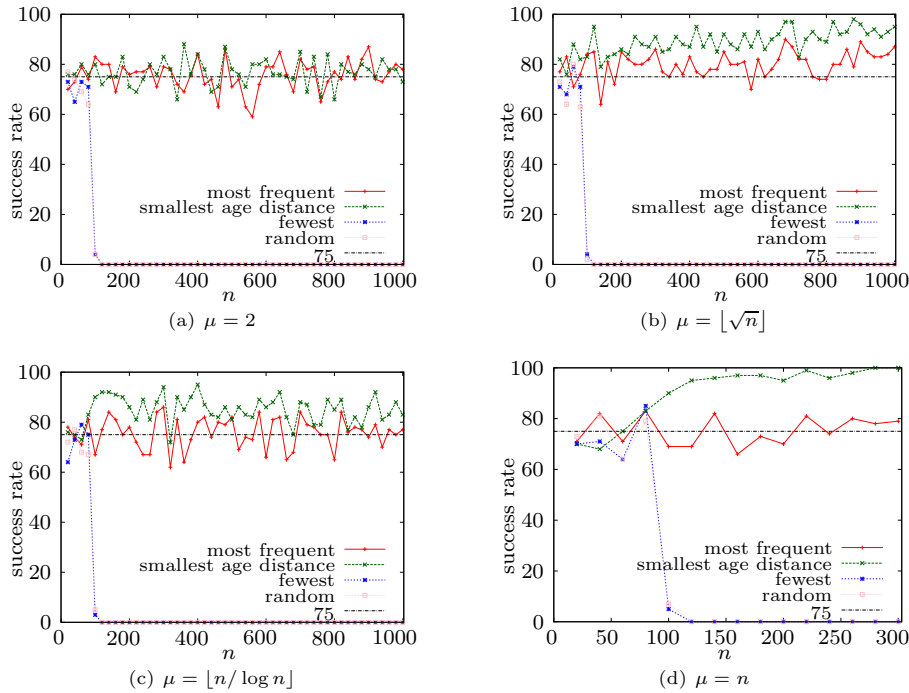 100
80
60
40
20
0
success rate
most frequent
smallest age distance
fewest
random
75
0 200 400 600 800 1000
n
(a) μ = 2
100
80
60
40
20
0
success rate
most frequent
smallest age distance
fewest
random
75
0 200 400 600 800 1000
n
(b) μ = ⌊√n⌋
100
80
60
40
20
0
success rate
most frequent
smallest age distance
fewest
random
75
0 200 400 600 800 1000
n
(c) μ = ⌊n/ log n⌋
100
80
60
40
20
0
success rate
most frequent
smallest age distance
fewest
random
75
0 50 100 150 200 250 300
n
(d) μ = n